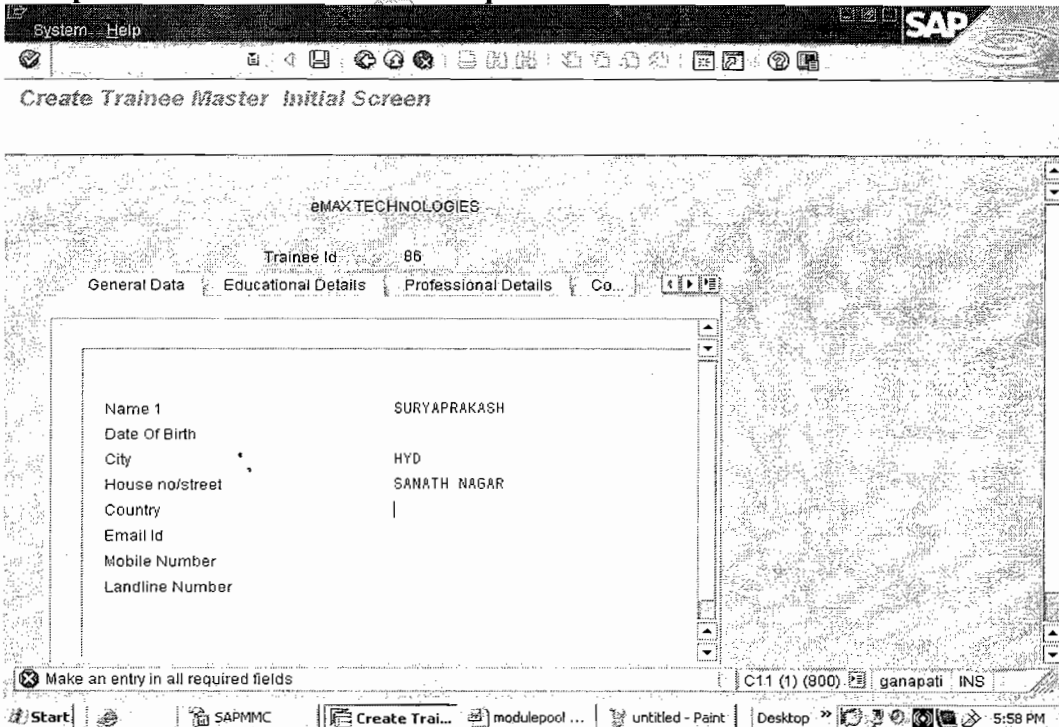 System Help
SAP
Create Trainee Master Initial Screen
eMAX TECHNOLOGIES
Trainee Id 86
General Data Educational Details Professional Details Co...
Name 1 SURYAPRAKASH
Date Of Birth
City HYD
House no/street SANATH NAGAR
Country
Email Id
Mobile Number
Landline Number
Make an entry in all required fields C11 (1) (800) ganapati INS
Start SAPMMC Create Trai... modulepool ... untitled - Paint Desktop » 5:58 PM